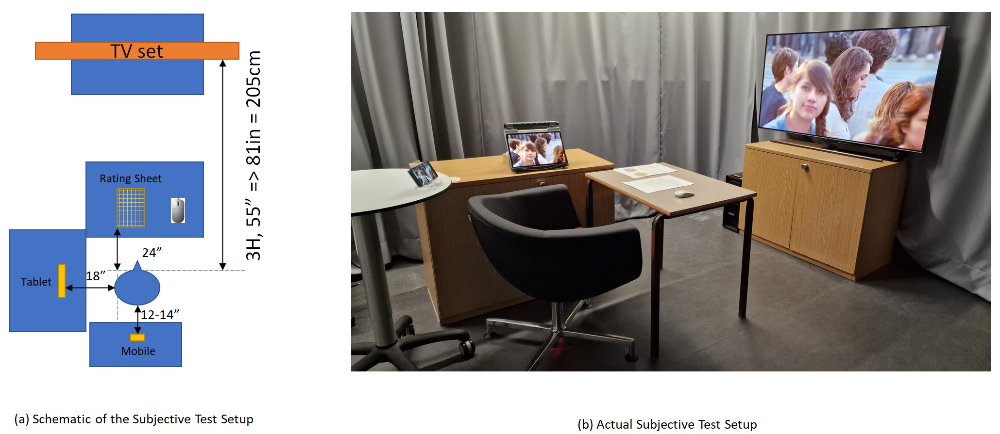 TV set
3H, 55” => 81in = 205cm
Rating Sheet
24”
18”
Tablet
12-14”
Mobile
(a) Schematic of the Subjective Test Setup
(b) Actual Subjective Test Setup